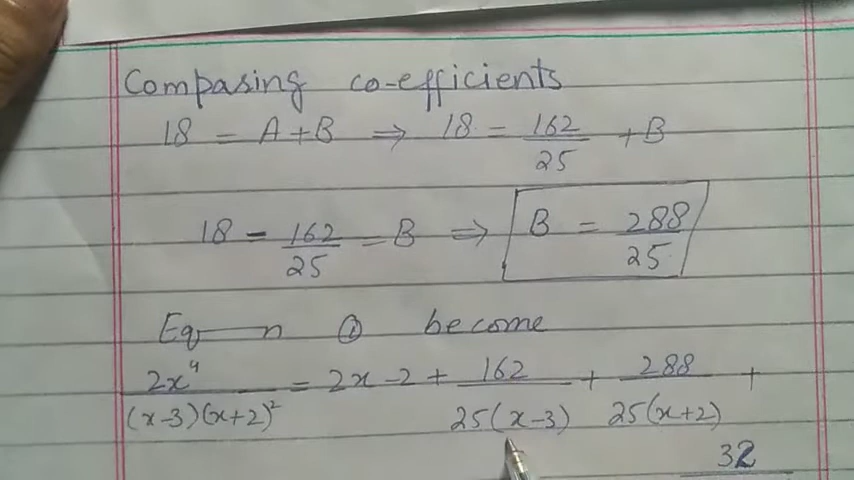 Comparing co-efficients
18 = A+B ⇒ 18 = 162/25 + B
18 - 162/25 = B ⇒ B = 288/25
Eq n ① become
2x⁴/(x-3)(x+2)² = 2x-2 + 162/25(x-3) + 288/25(x+2) +
32